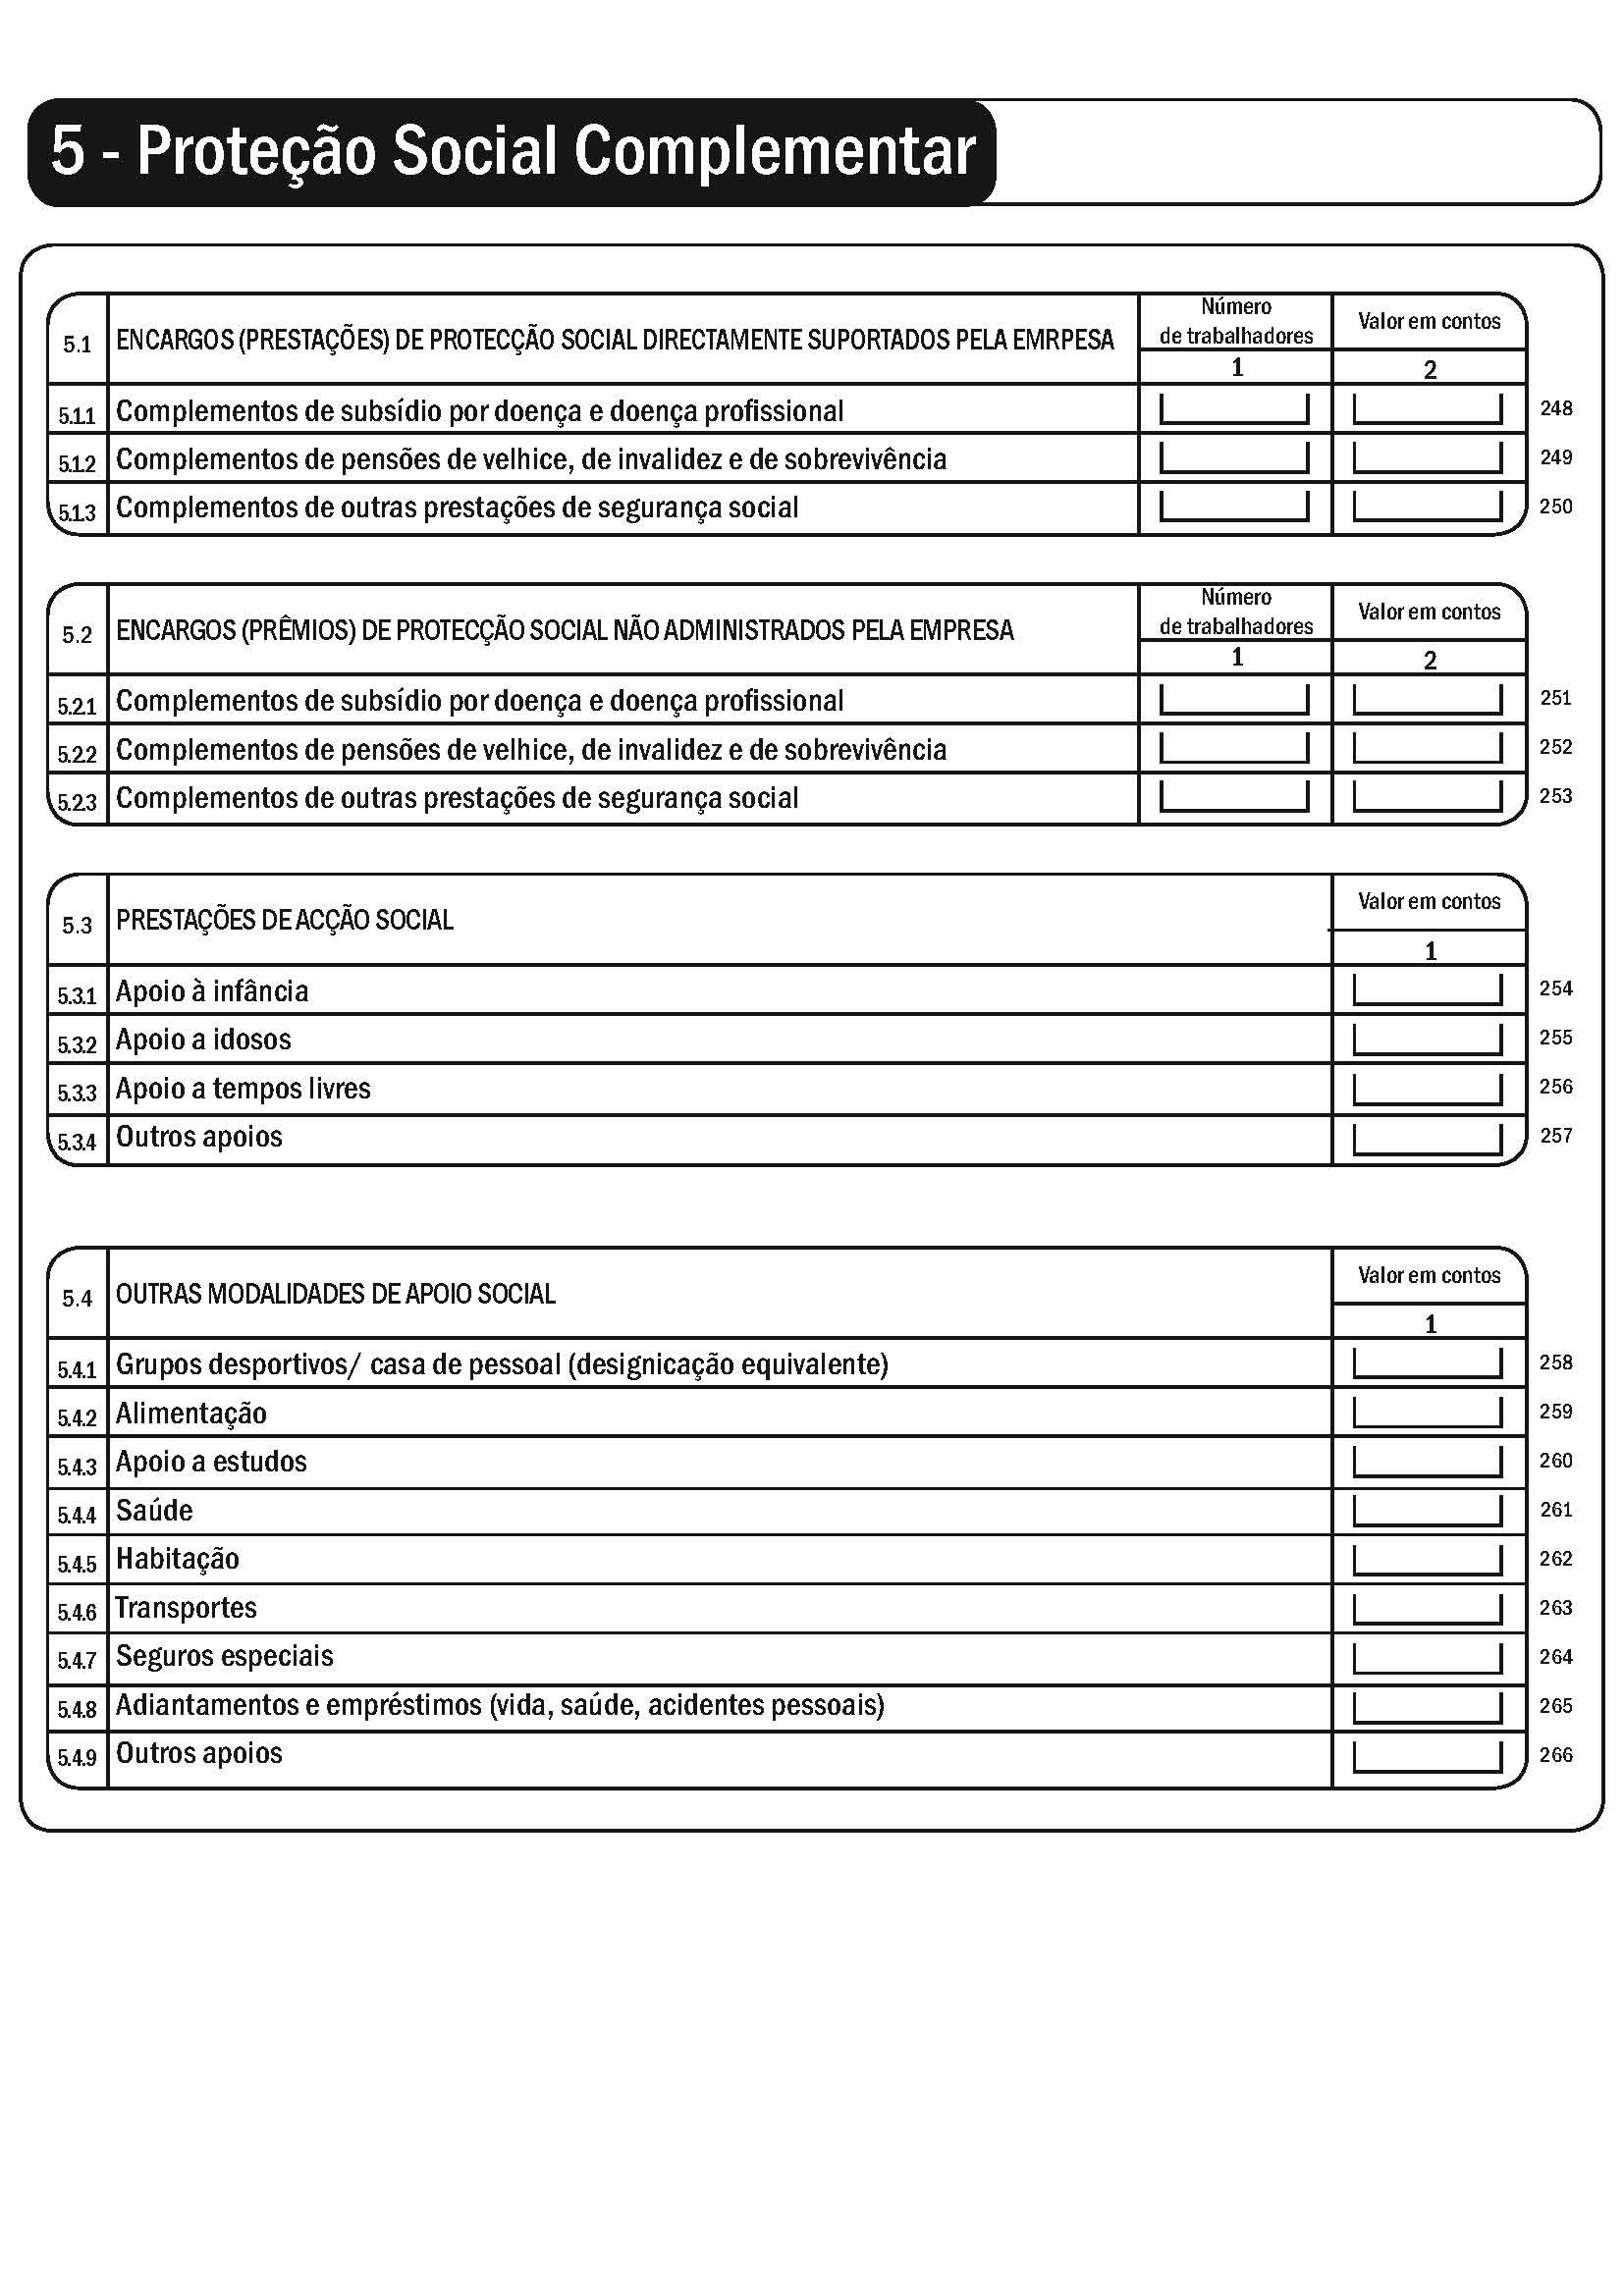 5 - Proteção Social Complementar
5.1 ENCARGOS (PRESTAÇÕES) DE PROTECÇÃO SOCIAL DIRECTAMENTE SUPORTADOS PELA EMRPESA Número de trabalhadores Valor em contos
1 2
5.1.1 Complementos de subsídio por doença e doença profissional 248
5.1.2 Complementos de pensões de velhice, de invalidez e de sobrevivência 249
5.1.3 Complementos de outras prestações de segurança social 250
5.2 ENCARGOS (PRÊMIOS) DE PROTECÇÃO SOCIAL NÃO ADMINISTRADOS PELA EMPRESA Número de trabalhadores Valor em contos
1 2
5.2.1 Complementos de subsídio por doença e doença profissional 251
5.2.2 Complementos de pensões de velhice, de invalidez e de sobrevivência 252
5.2.3 Complementos de outras prestações de segurança social 253
5.3 PRESTAÇÕES DE ACÇÃO SOCIAL Valor em contos
1
5.3.1 Apoio à infância 254
5.3.2 Apoio a idosos 255
5.3.3 Apoio a tempos livres 256
5.3.4 Outros apoios 257
5.4 OUTRAS MODALIDADES DE APOIO SOCIAL Valor em contos
1
5.4.1 Grupos desportivos/ casa de pessoal (designicação equivalente) 258
5.4.2 Alimentação 259
5.4.3 Apoio a estudos 260
5.4.4 Saúde 261
5.4.5 Habitação 262
5.4.6 Transportes 263
5.4.7 Seguros especiais 264
5.4.8 Adiantamentos e empréstimos (vida, saúde, acidentes pessoais) 265
5.4.9 Outros apoios 266